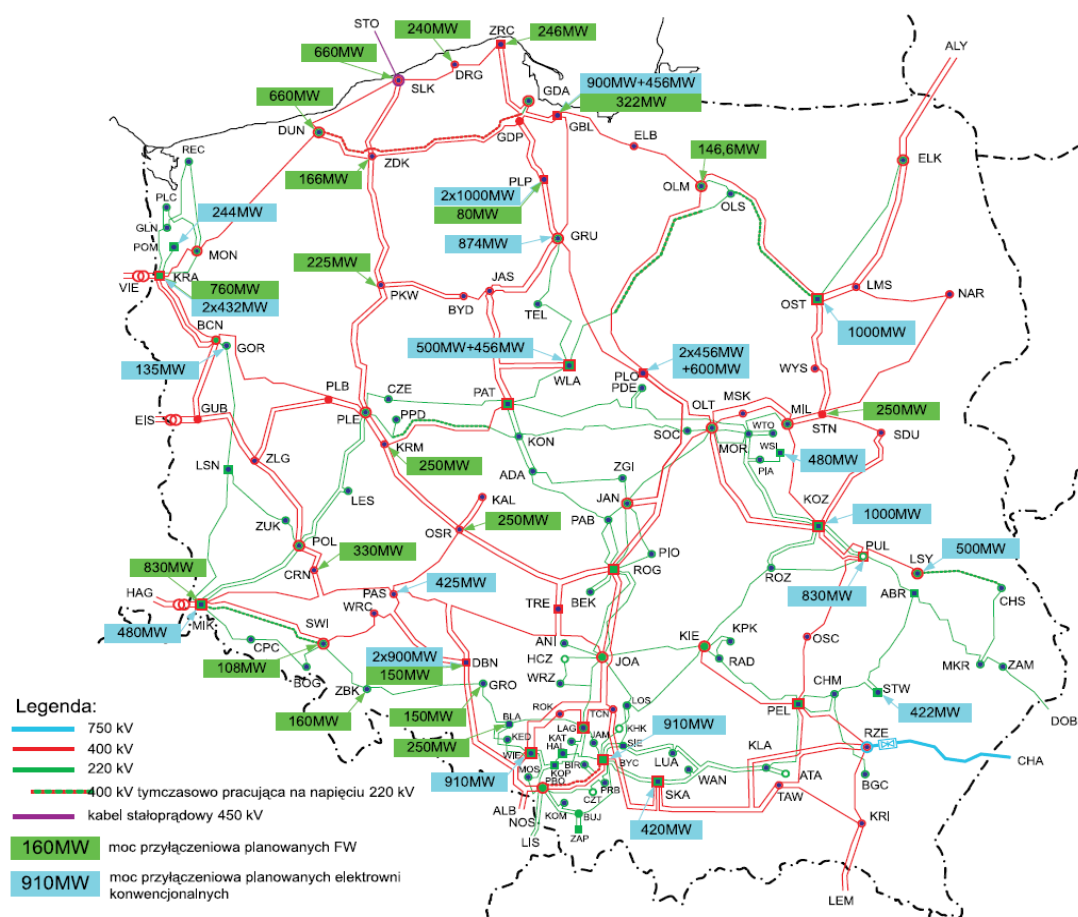 STO
240MW
ZRC
246MW
ALY
660MW
DRG
SLK
900MW+456MW
GDA
322MW
660MW
DUN
GDP
GBL
ELB
REC
ZDK
146,6MW
ELK
166MW
PLP
OLM
PLC
2x1000MW
OLS
244MW
80MW
GLN
POM
MON
874MW
GRU
225MW
VIE
KRA
760MW
PKW
JAS
LMS
NAR
2x432MW
BYD
TEL
OST
BCN
1000MW
GOR
500MW+456MW
2x456MW
+600MW
135MW
WLA
PLO
WYS
PDE
PLB
CZE
PAT
OLT
MSK
MIL
EIS
GUB
PLE
PPD
STN
250MW
KON
SOC
MOR
WTO
SDU
KRM
WSI
480MW
ZLG
250MW
LSN
ADA
ZGI
PIA
LES
KAL
JAN
KOZ
1000MW
ZUK
250MW
PAB
POL
OSR
PUL
PIO
LSY
500MW
330MW
ROG
ROZ
830MW
CRN
HAG
PAS
425MW
BEK
830MW
ABR
CHS
MIK
WRC
TRE
480MW
SWI
OSC
KPK
ANI
KIE
CPC
2x900MW
HCZ
JOA
108MW
DBN
RAD
MKR
ZAM
150MW
BOG
WRZ
ZBK
GRO
CHM
STW
LOS
PEL
DOB
160MW
150MW
ROK
TCN
422MW
BLA
LAG
KHK
910MW
RZE
250MW
KED
KAT
JAM
SIE
KLA
WIE
HAL
BYC
LUA
CHA
MOS
KOP
BIR
WAN
ATA
910MW
PBO
PRB
BGC
CZT
SKA
TAW
ALB
NOS
KOM
BUJ
420MW
KRI
LIS
ZAP
LEM
Legenda:
750 kV
400 kV
220 kV
400 kV tymczasowo pracująca na napięciu 220 kV
kabel stałoprądowy 450 kV
160MW moc przyłączeniowa planowanych FW
910MW moc przyłączeniowa planowanych elektrowni
konwencjonalnych